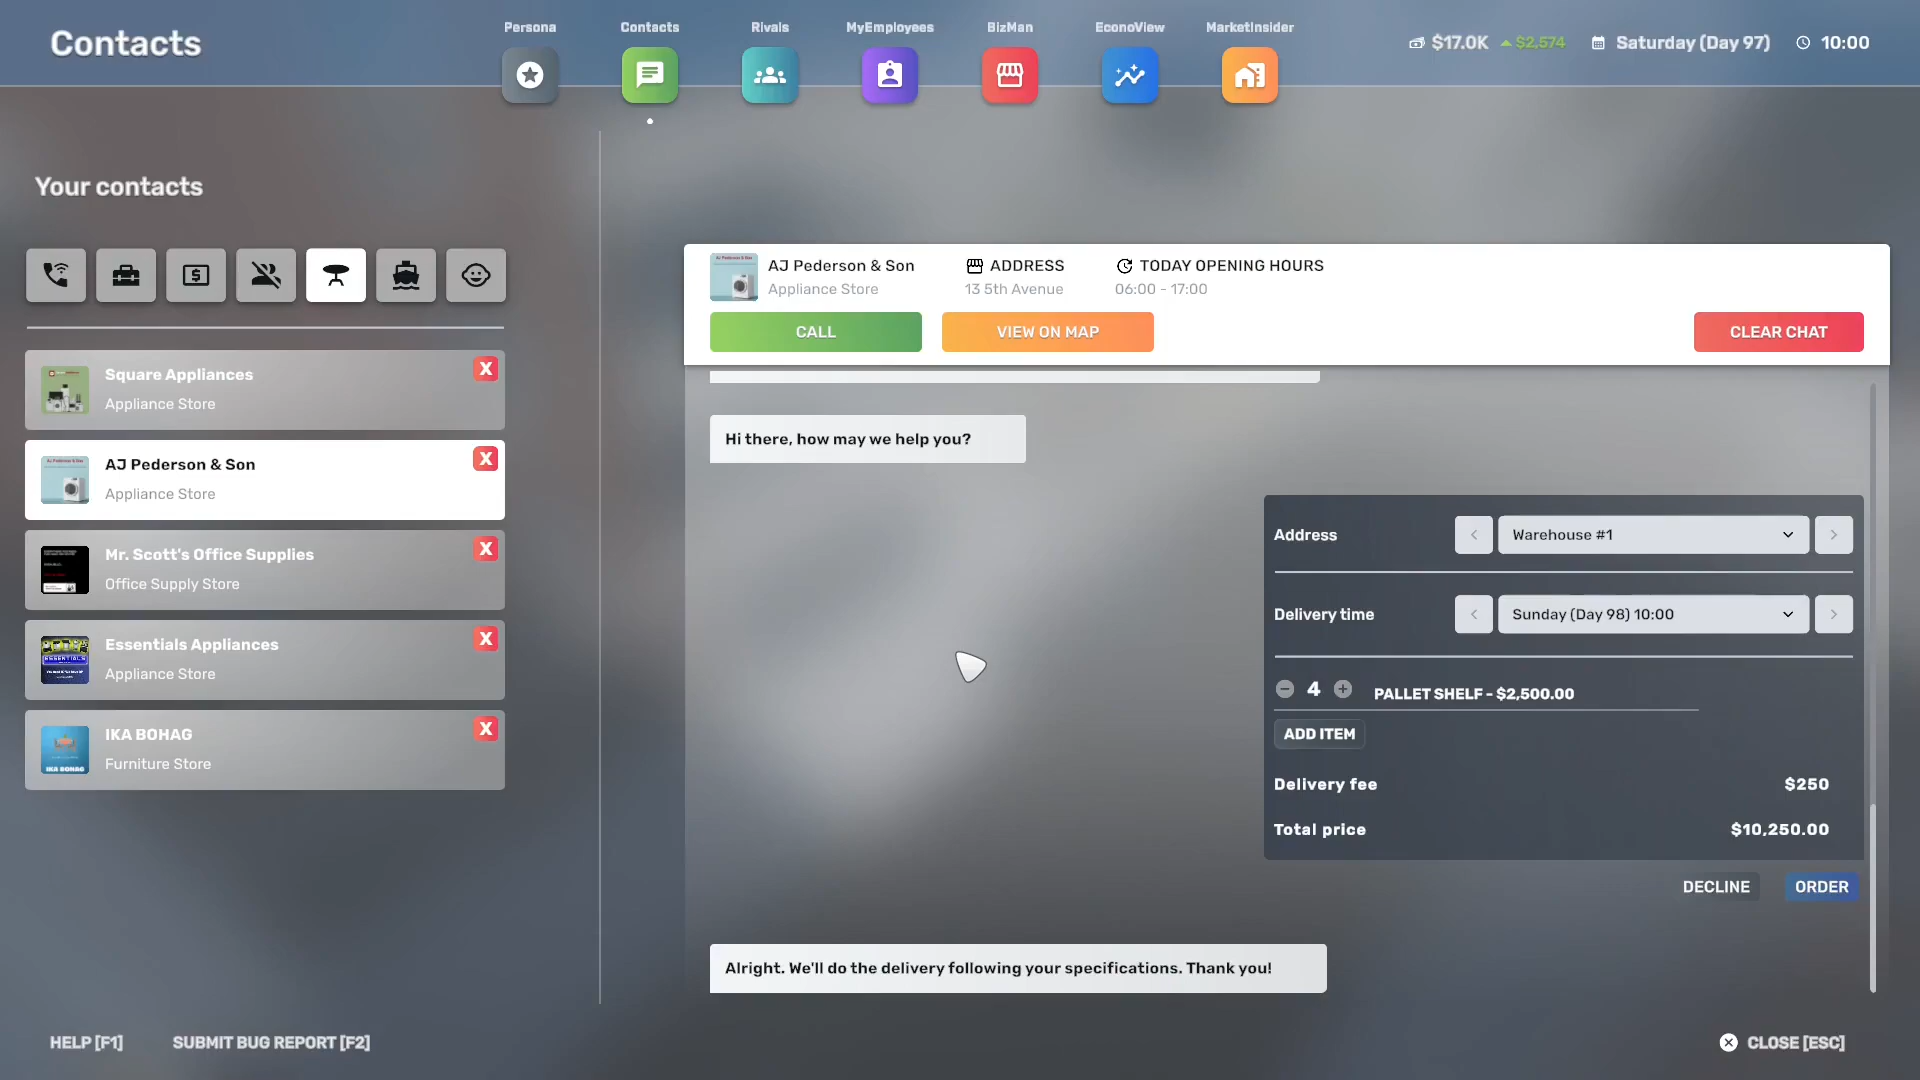 Contacts
Persona
Contacts
Rivals
MyEmployees
BizMan
EconoView
MarketInsider
$17.0K
$2,574
Saturday (Day 97)
10:00
Your contacts
Square Appliances
Appliance Store
X
AJ Pederson & Son
Appliance Store
X
Mr. Scott's Office Supplies
Office Supply Store
X
Essentials Appliances
Appliance Store
X
IKA BOHAG
Furniture Store
X
AJ Pederson & Son
Appliance Store
ADDRESS
13 5th Avenue
TODAY OPENING HOURS
06:00 - 17:00
CALL
VIEW ON MAP
CLEAR CHAT
Hi there, how may we help you?
Address
Warehouse #1
Delivery time
Sunday (Day 98) 10:00
4
PALLET SHELF - $2,500.00
ADD ITEM
Delivery fee
$250
Total price
$10,250.00
DECLINE
ORDER
Alright. We'll do the delivery following your specifications. Thank you!
HELP [F1]
SUBMIT BUG REPORT [F2]
CLOSE [ESC]